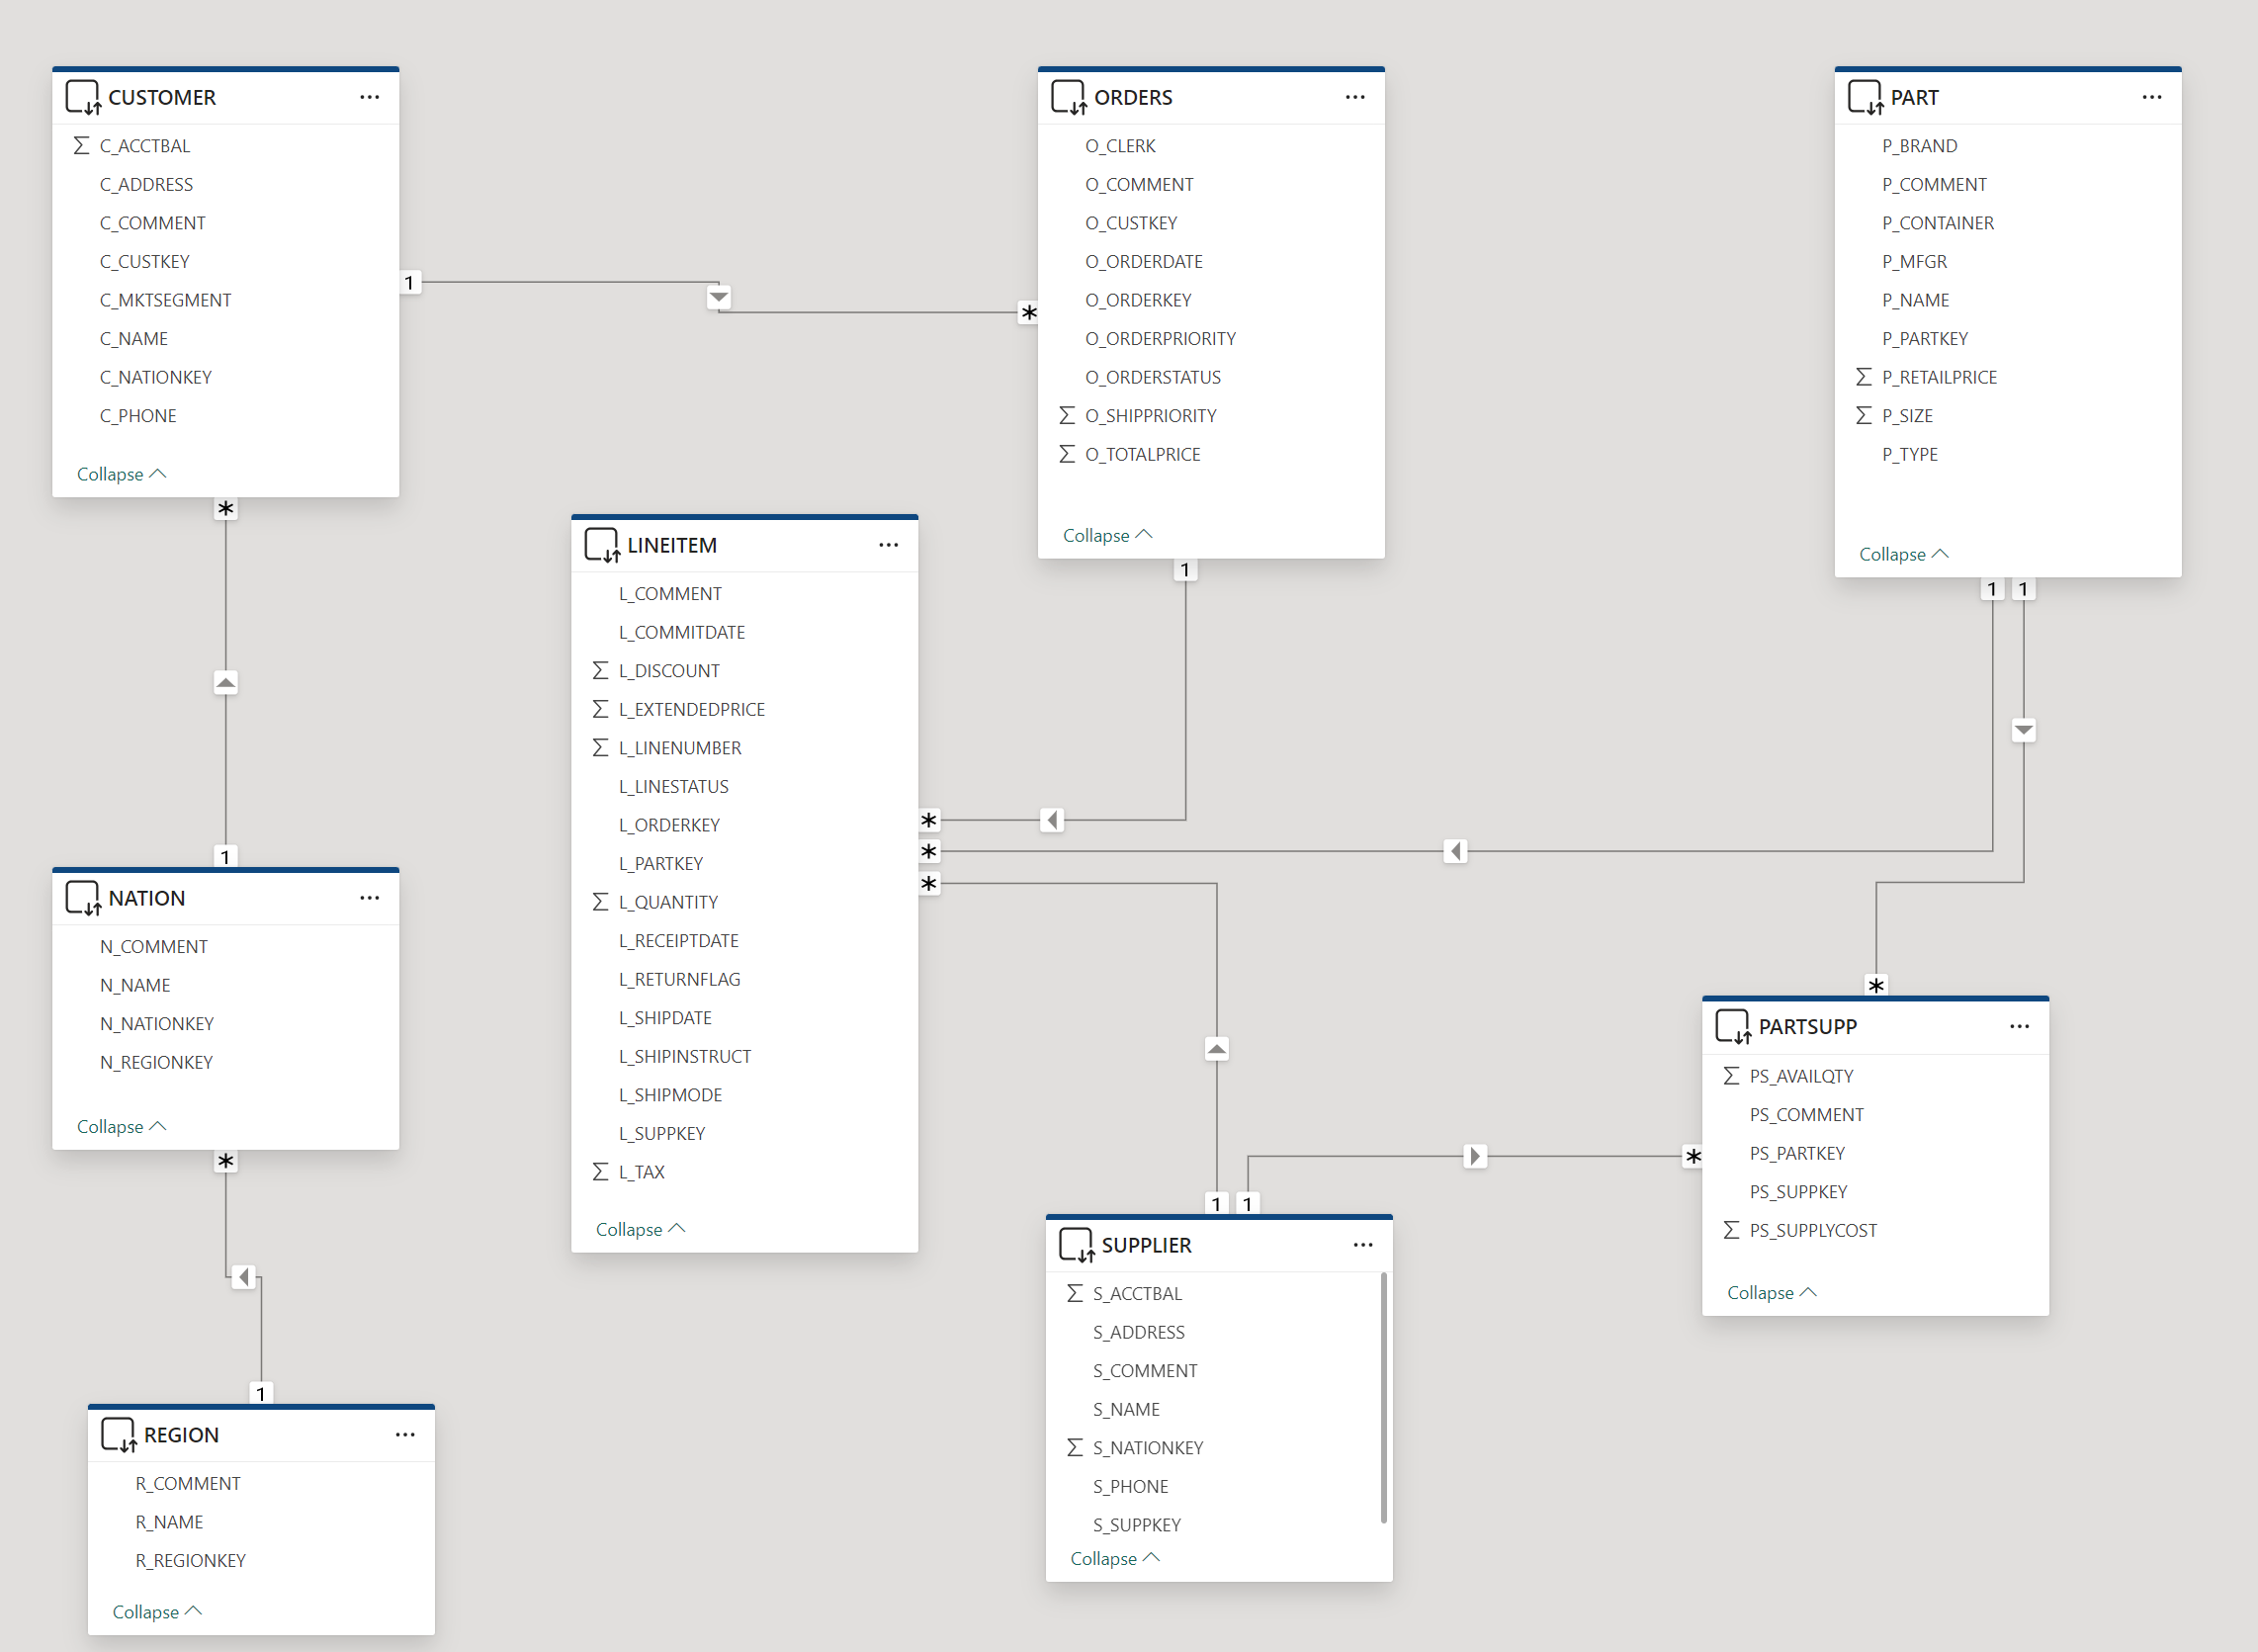 CUSTOMER
C_ACCTBAL
C_ADDRESS
C_COMMENT
C_CUSTKEY
C_MKTSEGMENT
C_NAME
C_NATIONKEY
C_PHONE
Collapse
1
*
*
1
ORDERS
O_CLERK
O_COMMENT
O_CUSTKEY
O_ORDERDATE
O_ORDERKEY
O_ORDERPRIORITY
O_ORDERSTATUS
O_SHIPPRIORITY
O_TOTALPRICE
Collapse
1
PART
P_BRAND
P_COMMENT
P_CONTAINER
P_MFGR
P_NAME
P_PARTKEY
P_RETAILPRICE
P_SIZE
P_TYPE
Collapse
1 1
LINEITEM
L_COMMENT
L_COMMITDATE
L_DISCOUNT
L_EXTENDEDPRICE
L_LINENUMBER
L_LINESTATUS
L_ORDERKEY
L_PARTKEY
L_QUANTITY
L_RECEIPTDATE
L_RETURNFLAG
L_SHIPDATE
L_SHIPINSTRUCT
L_SHIPMODE
L_SUPPKEY
L_TAX
Collapse
*
*
*
NATION
N_COMMENT
N_NAME
N_NATIONKEY
N_REGIONKEY
Collapse
*
1
REGION
R_COMMENT
R_NAME
R_REGIONKEY
Collapse
1 1
SUPPLIER
S_ACCTBAL
S_ADDRESS
S_COMMENT
S_NAME
S_NATIONKEY
S_PHONE
S_SUPPKEY
Collapse
*
*
PARTSUPP
PS_AVAILQTY
PS_COMMENT
PS_PARTKEY
PS_SUPPKEY
PS_SUPPLYCOST
Collapse